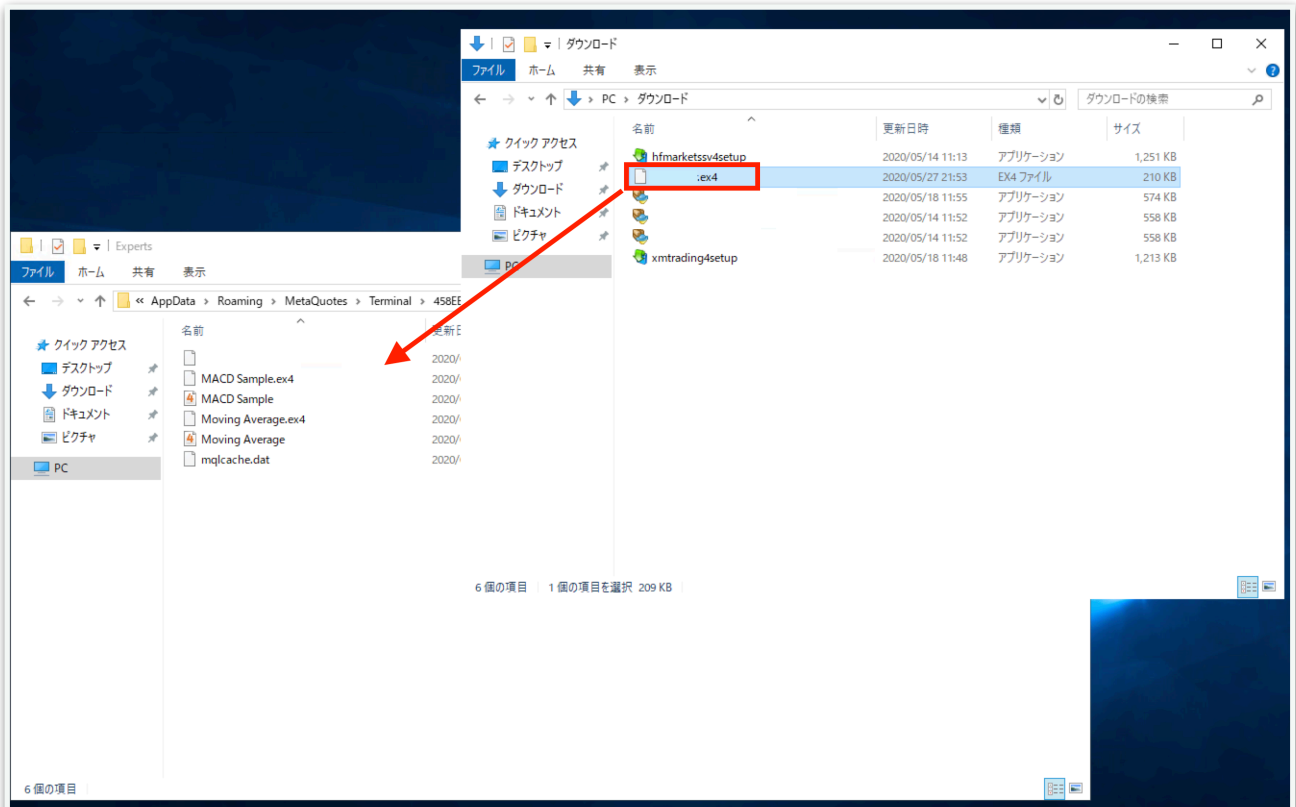 ダウンロード
ファイル ホーム 共有 表示
PC › ダウンロード
ダウンロードの検索
名前 更新日時 種類 サイズ
クイック アクセス
デスクトップ
ダウンロード
ドキュメント
ピクチャ
PC
hfmarketssv4setup 2020/05/14 11:13 アプリケーション 1,251 KB
:ex4 2020/05/27 21:53 EX4 ファイル 210 KB
2020/05/18 11:55 アプリケーション 574 KB
2020/05/14 11:52 アプリケーション 558 KB
2020/05/14 11:52 アプリケーション 558 KB
xmtrading4setup 2020/05/18 11:48 アプリケーション 1,213 KB
6 個の項目 1 個の項目を選択 209 KB
Experts
ファイル ホーム 共有 表示
« AppData › Roaming › MetaQuotes › Terminal › 458EE
名前 更新日
クイック アクセス
デスクトップ
ダウンロード
ドキュメント
ピクチャ
PC
2020/
MACD Sample.ex4 2020/
MACD Sample 2020/
Moving Average.ex4 2020/
Moving Average 2020/
mqlcache.dat 2020/
6 個の項目